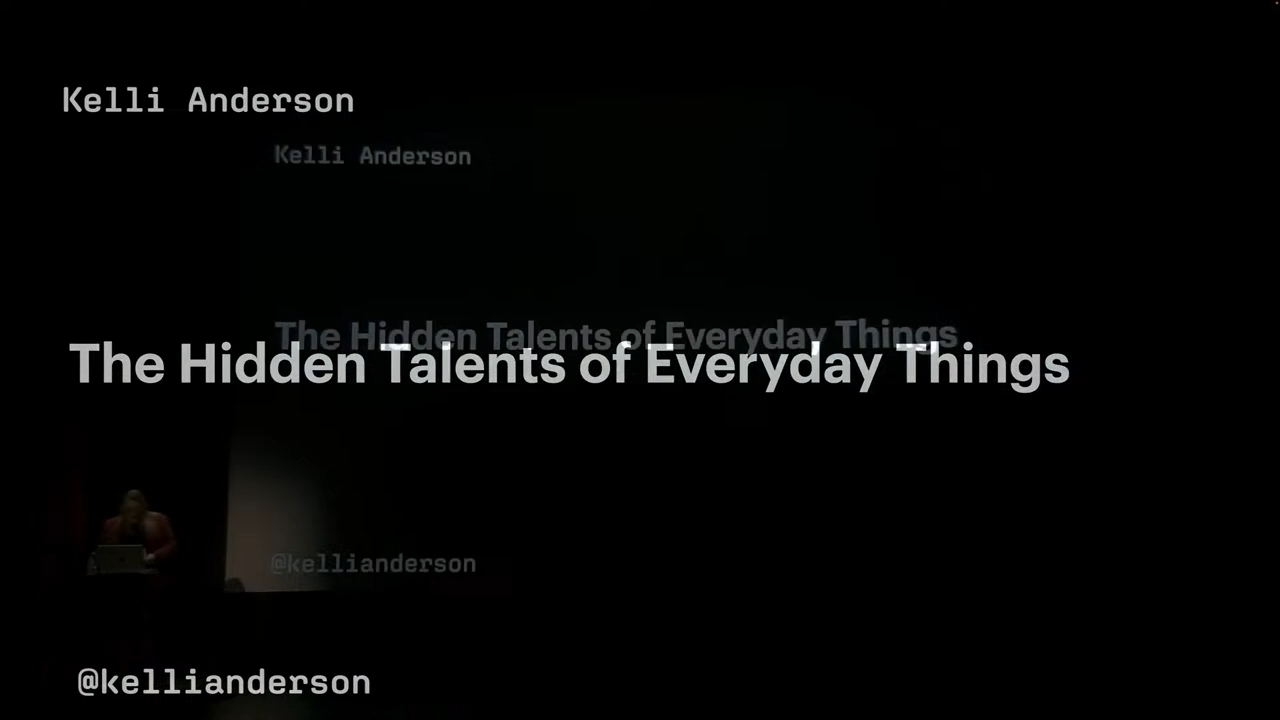 Kelli Anderson
Kelli Anderson
The Hidden Talents of Everyday Things
The Hidden Talents of Everyday Things
@kellianderson
@kellianderson